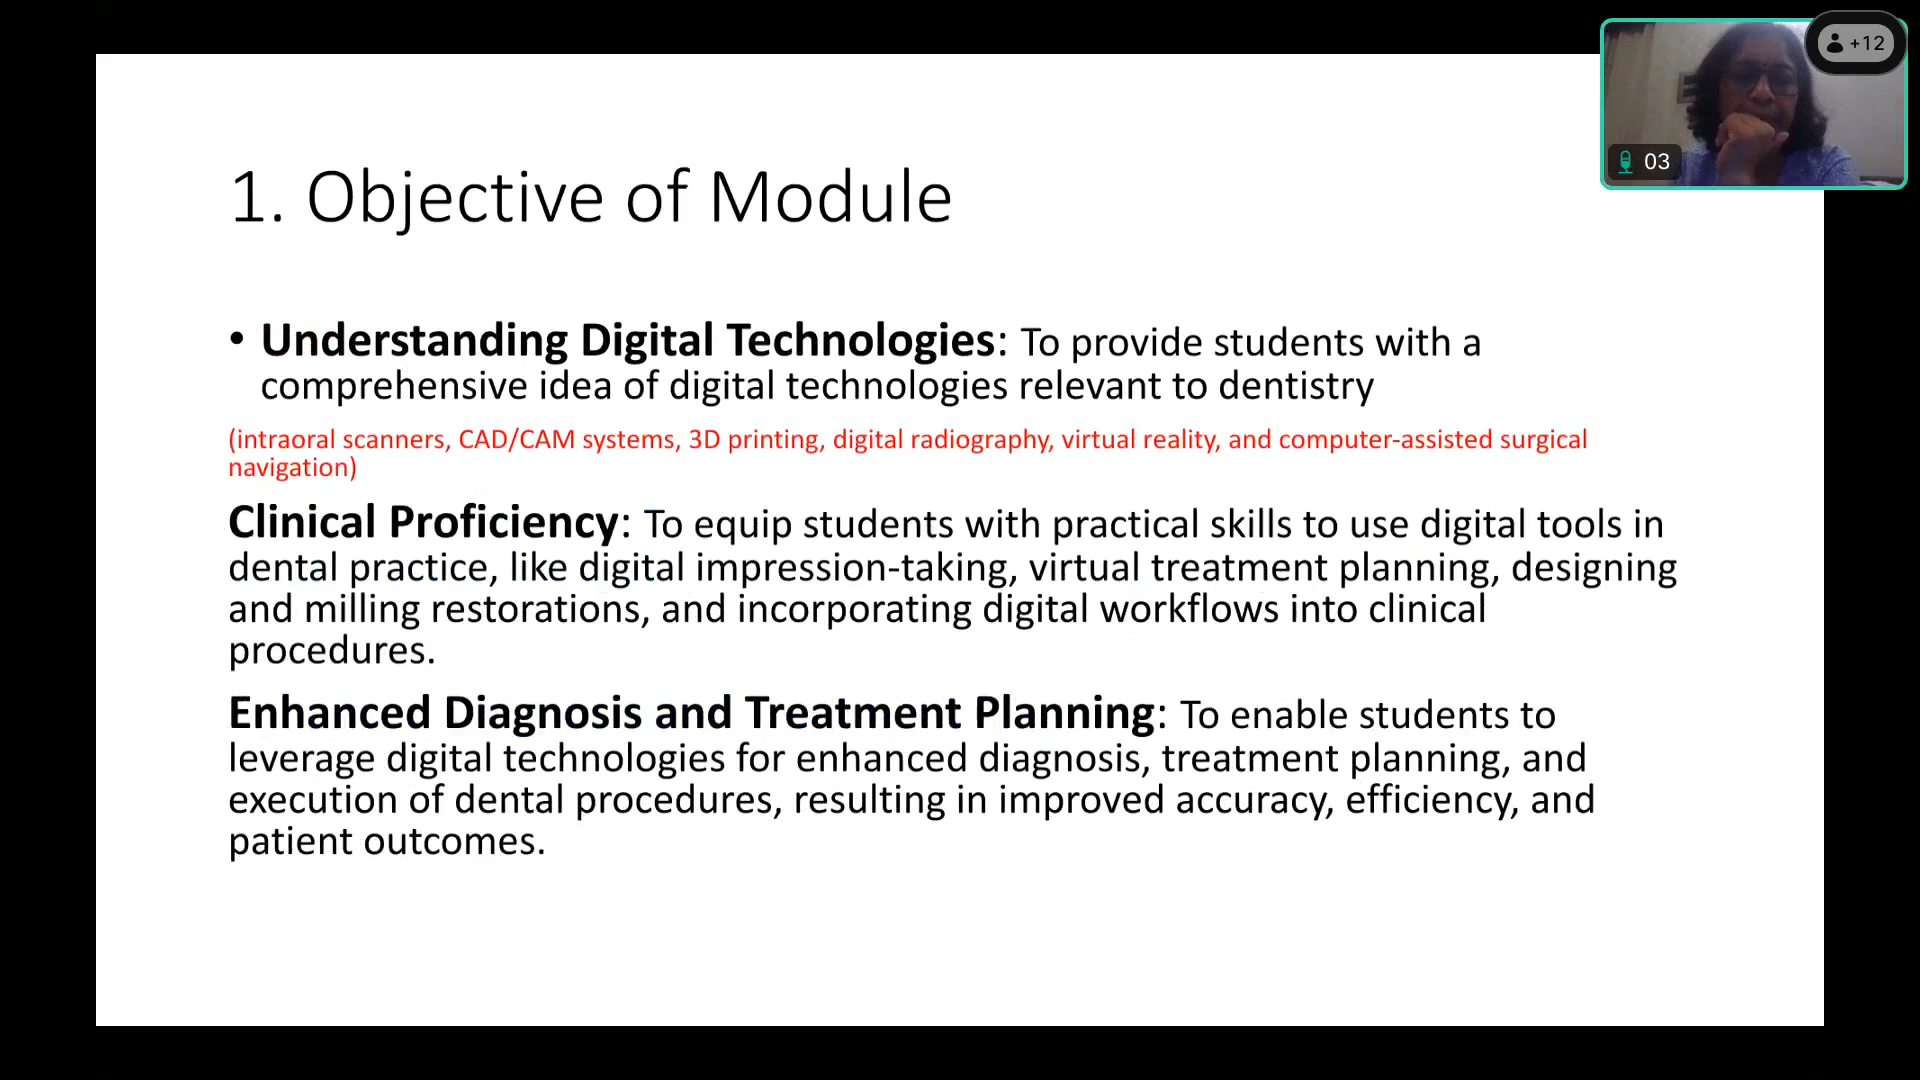 +12
03
1. Objective of Module
• Understanding Digital Technologies: To provide students with a
comprehensive idea of digital technologies relevant to dentistry
(intraoral scanners, CAD/CAM systems, 3D printing, digital radiography, virtual reality, and computer-assisted surgical
navigation)
Clinical Proficiency: To equip students with practical skills to use digital tools in
dental practice, like digital impression-taking, virtual treatment planning, designing
and milling restorations, and incorporating digital workflows into clinical
procedures.
Enhanced Diagnosis and Treatment Planning: To enable students to
leverage digital technologies for enhanced diagnosis, treatment planning, and
execution of dental procedures, resulting in improved accuracy, efficiency, and
patient outcomes.